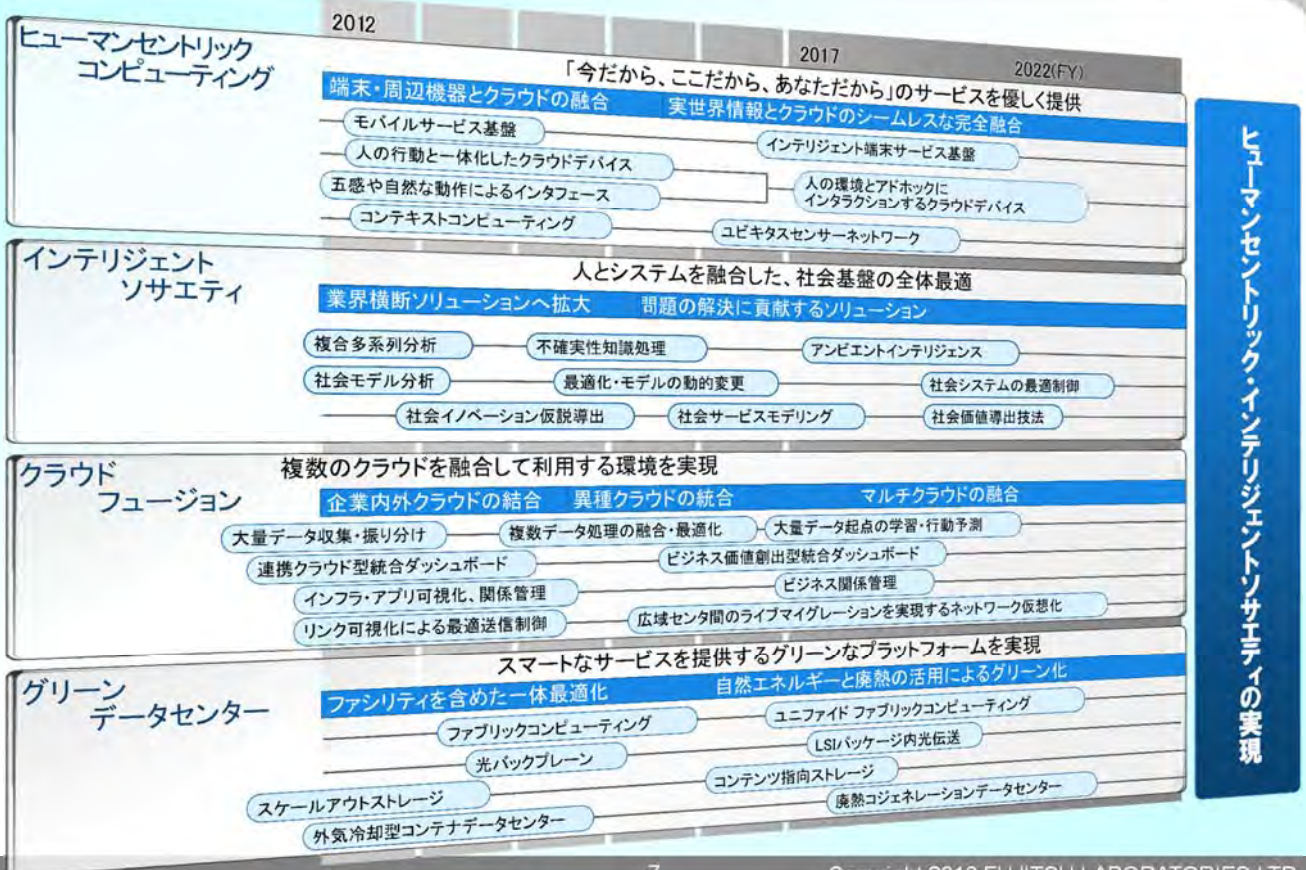 2012
2017
2022(FY)
ヒューマンセントリック
コンピューティング
「今だから、ここだから、あなただから」のサービスを優しく提供
端末・周辺機器とクラウドの融合
実世界情報とクラウドのシームレスな完全融合
モバイルサービス基盤
インテリジェント端末サービス基盤
人の行動と一体化したクラウドデバイス
五感や自然な動作によるインタフェース
人の環境とアドホックに
インタラクションするクラウドデバイス
コンテキストコンピューティング
ユビキタスセンサーネットワーク
インテリジェント
ソサエティ
人とシステムを融合した、社会基盤の全体最適
業界横断ソリューションへ拡大
問題の解決に貢献するソリューション
複合多系列分析
不確実性知識処理
アンビエントインテリジェンス
社会モデル分析
最適化・モデルの動的変更
社会システムの最適制御
社会イノベーション仮説導出
社会サービスモデリング
社会価値導出技法
クラウド
フュージョン
複数のクラウドを融合して利用する環境を実現
企業内外クラウドの結合
異種クラウドの統合
マルチクラウドの融合
大量データ収集・振り分け
複数データ処理の融合・最適化
大量データ起点の学習・行動予測
連携クラウド型統合ダッシュボード
ビジネス価値創出型統合ダッシュボード
インフラ・アプリ可視化、関係管理
ビジネス関係管理
リンク可視化による最適送信制御
広域センタ間のライブマイグレーションを実現するネットワーク仮想化
グリーン
データセンター
スマートなサービスを提供するグリーンなプラットフォームを実現
ファシリティを含めた一体最適化
自然エネルギーと廃熱の活用によるグリーン化
ファブリックコンピューティング
ユニファイド ファブリックコンピューティング
光バックプレーン
LSIパッケージ内光伝送
スケールアウトストレージ
コンテンツ指向ストレージ
外気冷却型コンテナデータセンター
廃熱コジェネレーションデータセンター
ヒューマンセントリック・インテリジェントソサエティの実現